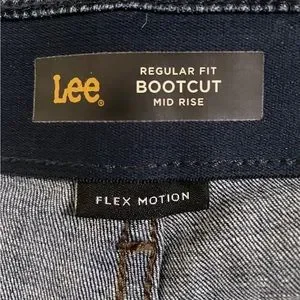 Lee®
REGULAR FIT
BOOTCUT
MID RISE
FLEX MOTION